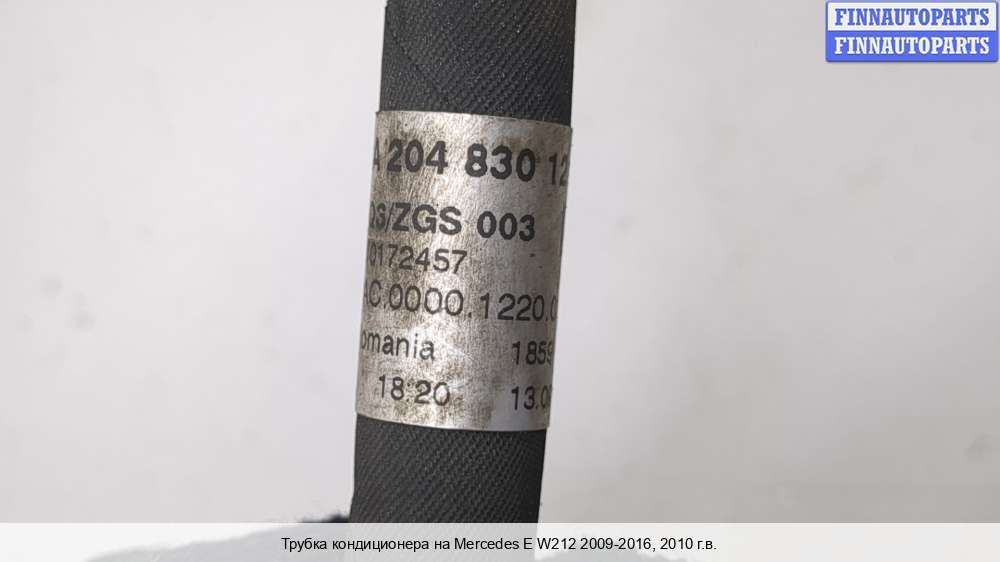 FINNAUTOPARTS
FINNAUTOPARTS
A 204 830 12
QS/ZGS 003
0172457
AC.0000.1220.0
omania 1859
18:20 13.0
Трубка кондиционера на Mercedes E W212 2009-2016, 2010 г.в.